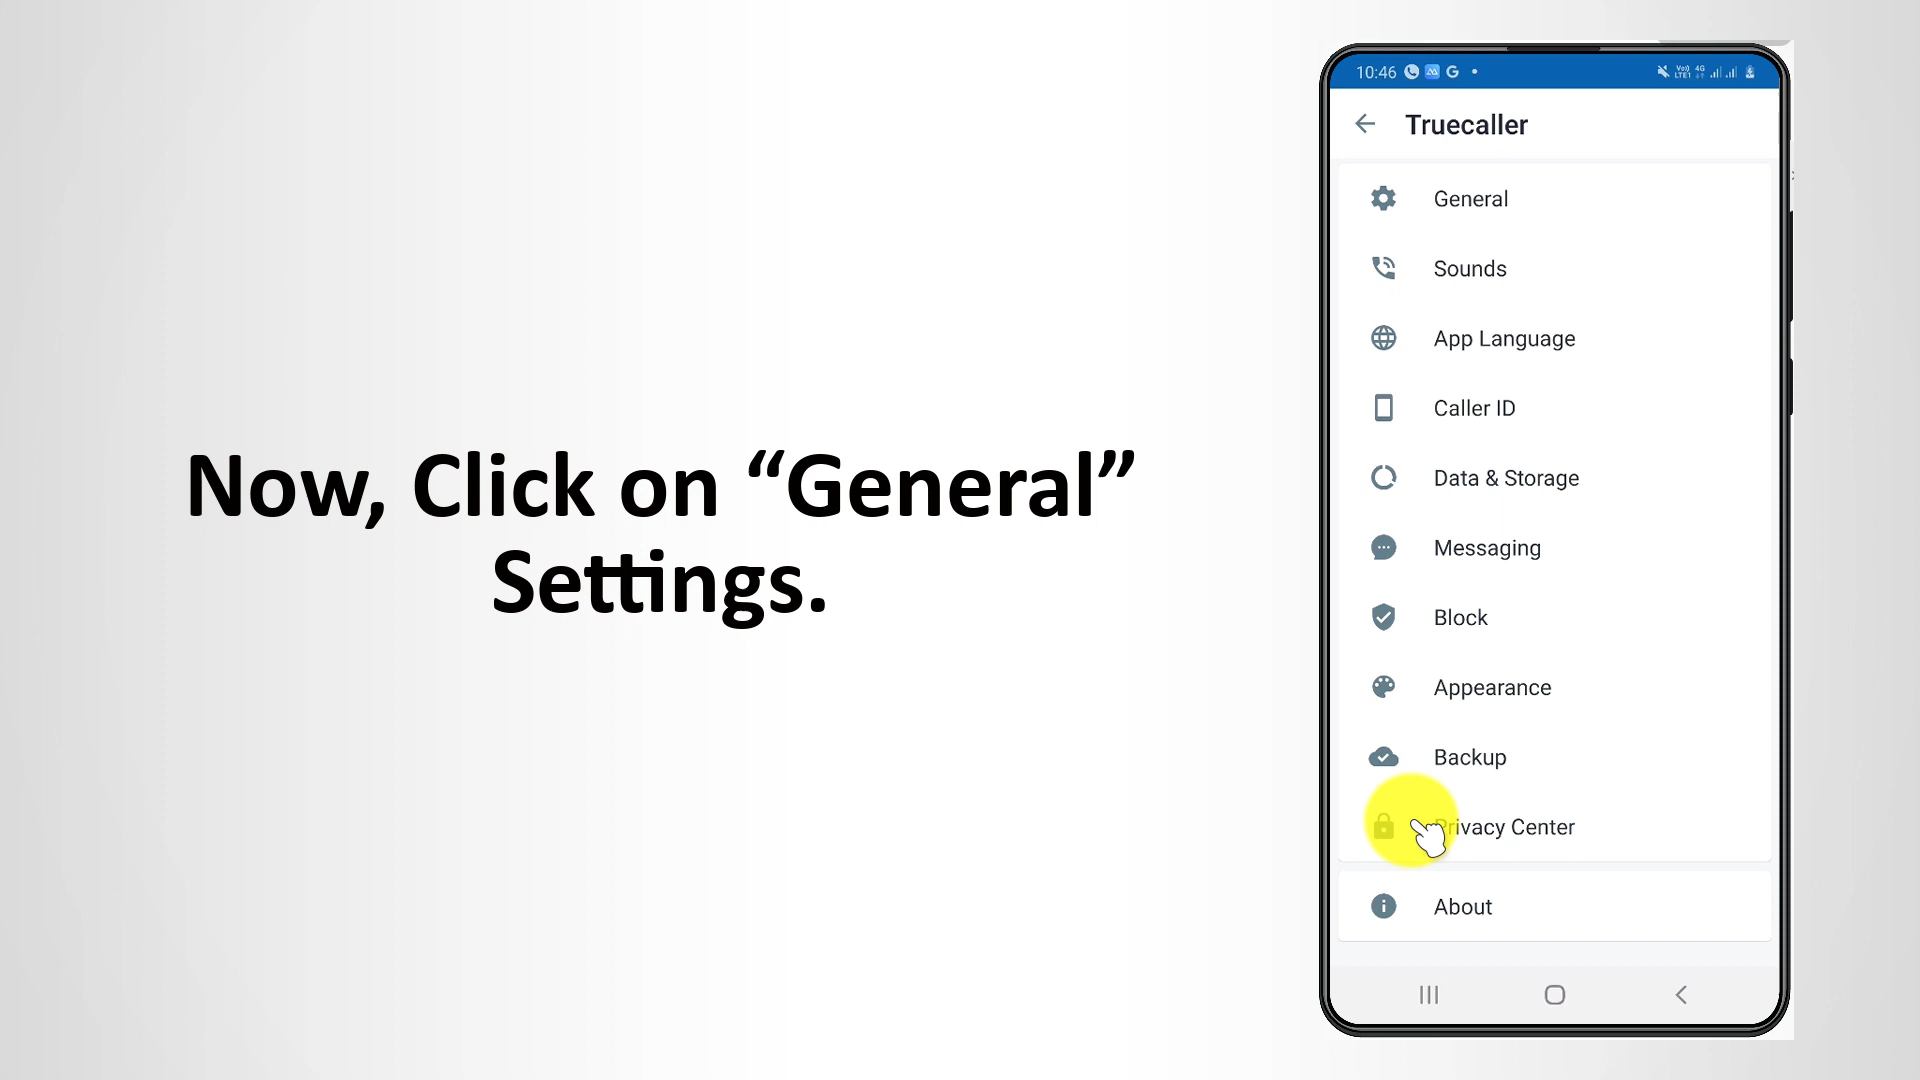 Now, Click on “General”
Settings.
10:46
Truecaller
General
Sounds
App Language
Caller ID
Data & Storage
Messaging
Block
Appearance
Backup
Privacy Center
About